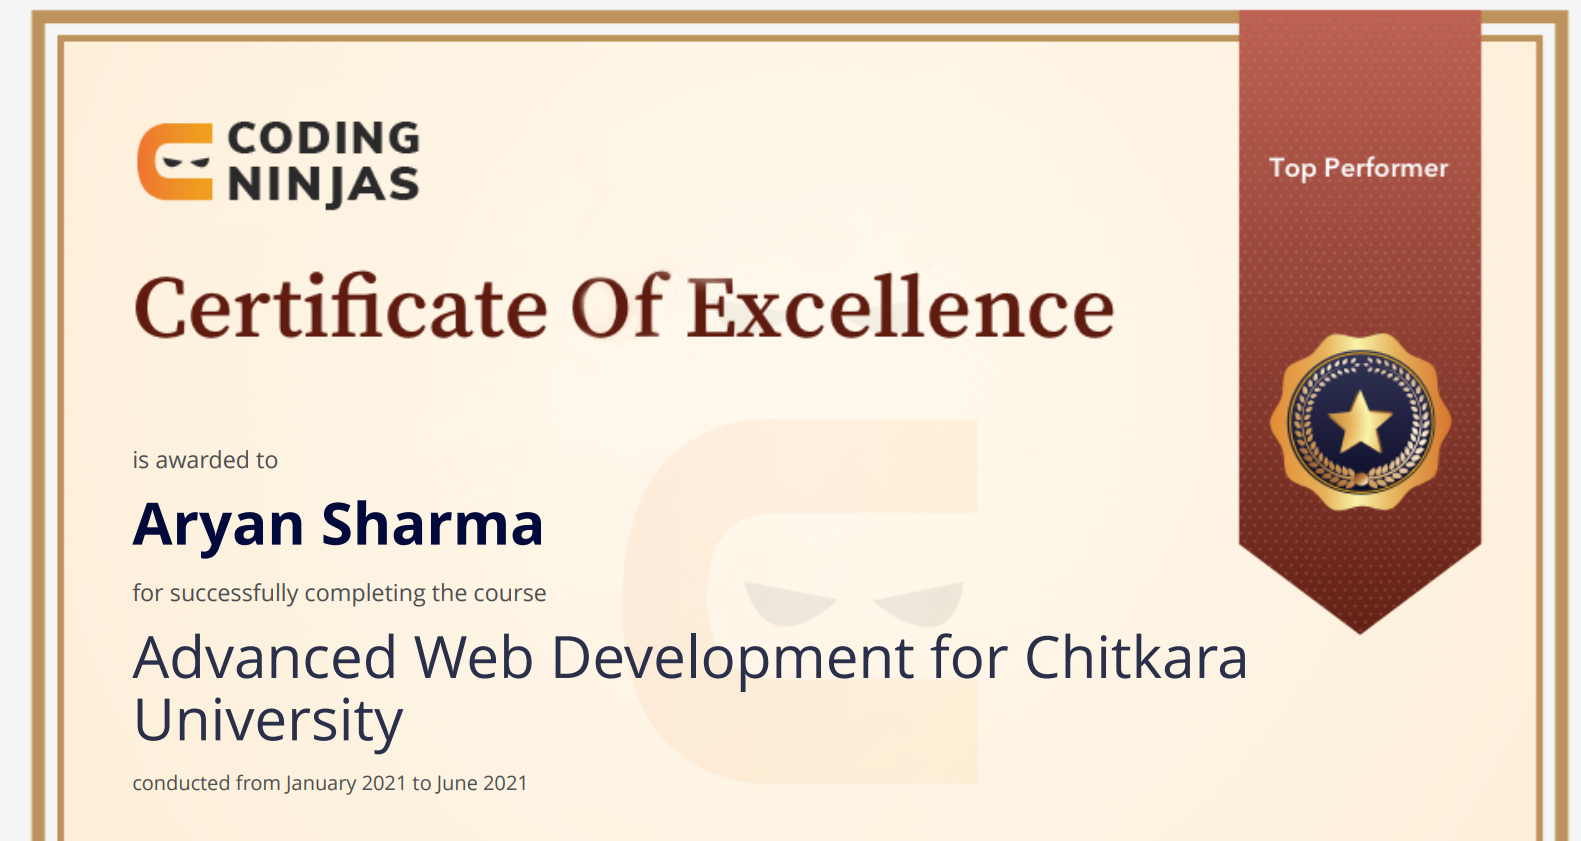 CODING
NINJAS
Top Performer
Certificate Of Excellence
is awarded to
Aryan Sharma
for successfully completing the course
Advanced Web Development for Chitkara
University
conducted from January 2021 to June 2021